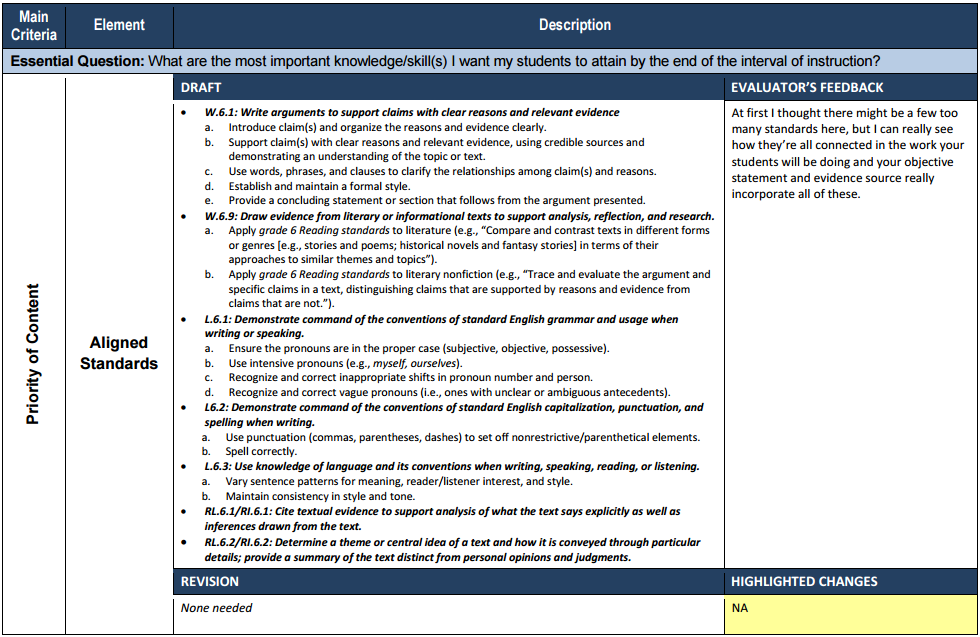 Main
Criteria
Element
Description
Essential Question: What are the most important knowledge/skill(s) I want my students to attain by the end of the interval of instruction?
Priority of Content
Aligned
Standards
DRAFT
• W.6.1: Write arguments to support claims with clear reasons and relevant evidence
a. Introduce claim(s) and organize the reasons and evidence clearly.
b. Support claim(s) with clear reasons and relevant evidence, using credible sources and
demonstrating an understanding of the topic or text.
c. Use words, phrases, and clauses to clarify the relationships among claim(s) and reasons.
d. Establish and maintain a formal style.
e. Provide a concluding statement or section that follows from the argument presented.
• W.6.9: Draw evidence from literary or informational texts to support analysis, reflection, and research.
a. Apply grade 6 Reading standards to literature (e.g., “Compare and contrast texts in different forms
or genres [e.g., stories and poems; historical novels and fantasy stories] in terms of their
approaches to similar themes and topics”).
b. Apply grade 6 Reading standards to literary nonfiction (e.g., “Trace and evaluate the argument and
specific claims in a text, distinguishing claims that are supported by reasons and evidence from
claims that are not.”).
• L.6.1: Demonstrate command of the conventions of standard English grammar and usage when
writing or speaking.
a. Ensure the pronouns are in the proper case (subjective, objective, possessive).
b. Use intensive pronouns (e.g., myself, ourselves).
c. Recognize and correct inappropriate shifts in pronoun number and person.
d. Recognize and correct vague pronouns (i.e., ones with unclear or ambiguous antecedents).
• L6.2: Demonstrate command of the conventions of standard English capitalization, punctuation, and
spelling when writing.
a. Use punctuation (commas, parentheses, dashes) to set off nonrestrictive/parenthetical elements.
b. Spell correctly.
• L.6.3: Use knowledge of language and its conventions when writing, speaking, reading, or listening.
a. Vary sentence patterns for meaning, reader/listener interest, and style.
b. Maintain consistency in style and tone.
• RL.6.1/RI.6.1: Cite textual evidence to support analysis of what the text says explicitly as well as
inferences drawn from the text.
• RL.6.2/RI.6.2: Determine a theme or central idea of a text and how it is conveyed through particular
details; provide a summary of the text distinct from personal opinions and judgments.
EVALUATOR’S FEEDBACK
At first I thought there might be a few too
many standards here, but I can really see
how they’re all connected in the work your
students will be doing and your objective
statement and evidence source really
incorporate all of these.
REVISION
None needed
HIGHLIGHTED CHANGES
NA